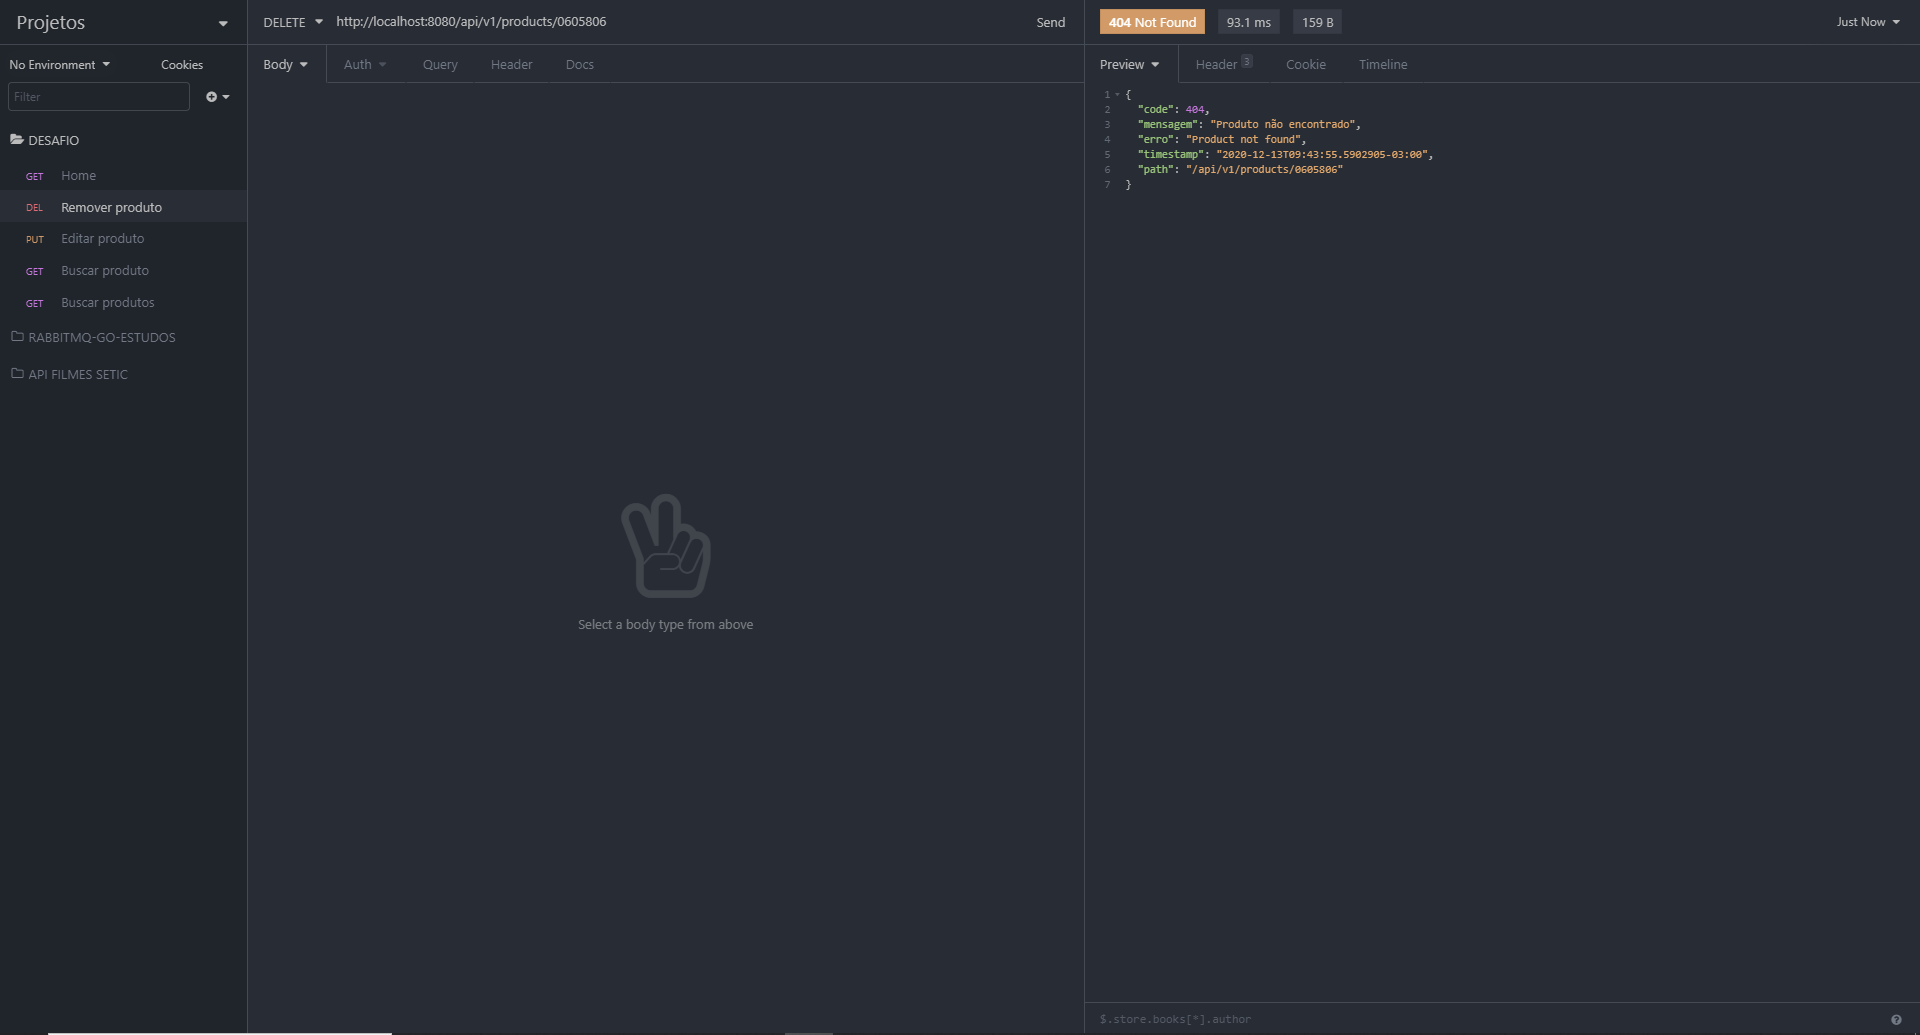 Projetos
No Environment
Cookies
Filter
DESAFIO
GET Home
DEL Remover produto
PUT Editar produto
GET Buscar produto
GET Buscar produtos
RABBITMQ-GO-ESTUDOS
API FILMES SETIC
DELETE http://localhost:8080/api/v1/products/0605806 Send
Body Auth Query Header Docs
Select a body type from above
404 Not Found 93.1 ms 159 B Just Now
Preview Header 3 Cookie Timeline
1 {
2 "code": 404,
3 "mensagem": "Produto não encontrado",
4 "erro": "Product not found",
5 "timestamp": "2020-12-13T09:43:55.5902905-03:00",
6 "path": "/api/v1/products/0605806"
7 }
$.store.books[*].author